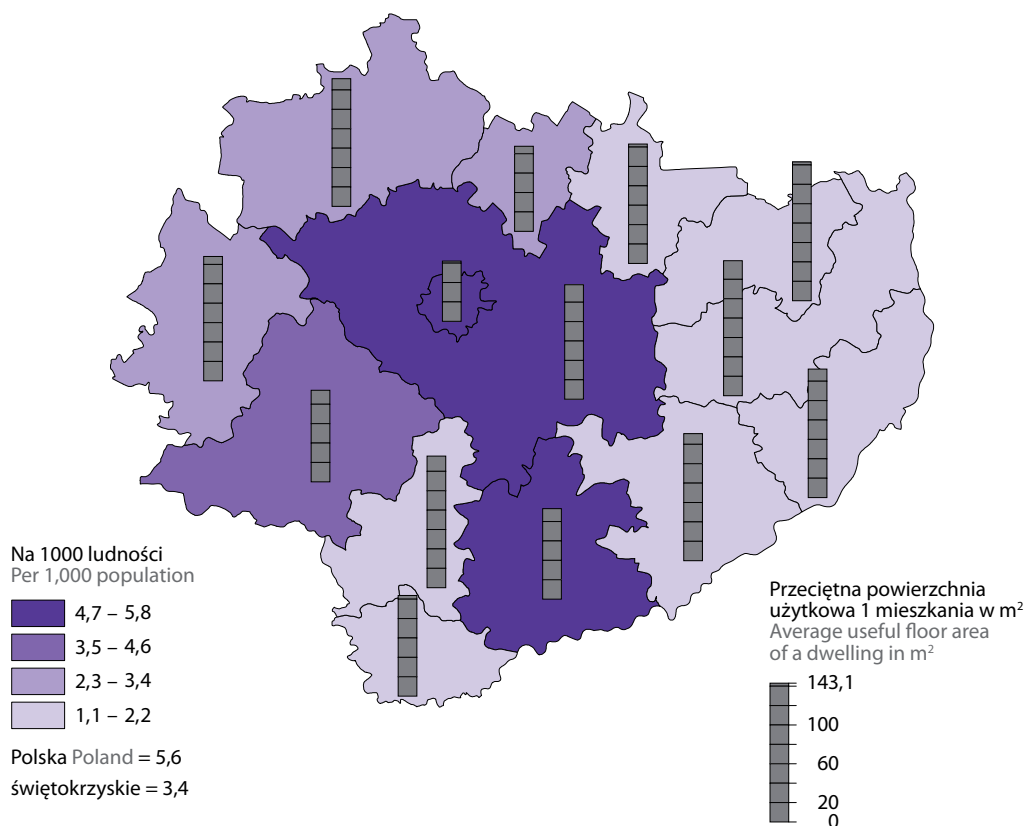 Na 1000 ludności
Per 1,000 population
4,7 – 5,8
3,5 – 4,6
2,3 – 3,4
1,1 – 2,2
Polska Poland = 5,6
świętokrzyskie = 3,4
Przeciętna powierzchnia
użytkowa 1 mieszkania w m²
Average useful floor area
of a dwelling in m²
143,1
100
60
20
0